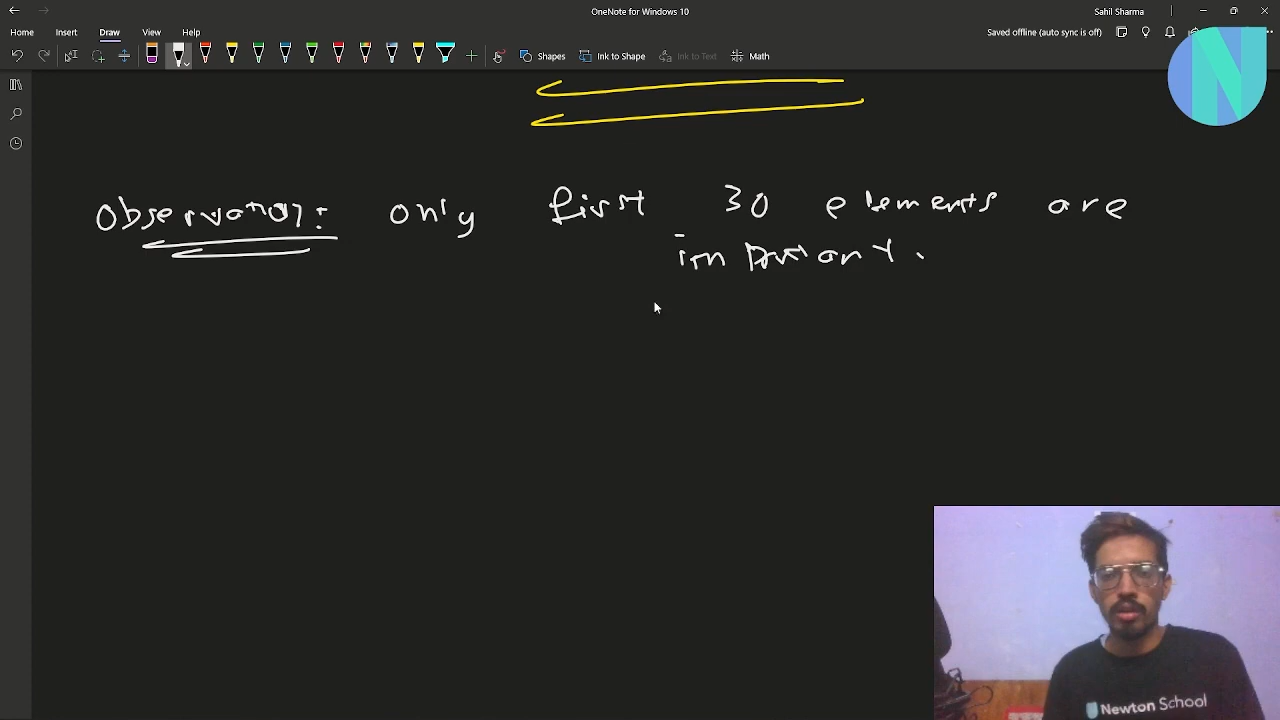 OneNote for Windows 10
Sahil Sharma
Home Insert Draw View Help
Saved offline (auto sync is off)
Shapes Ink to Shape Ink to Text Math
Observation: only first 30 elements are
important.
Newton School